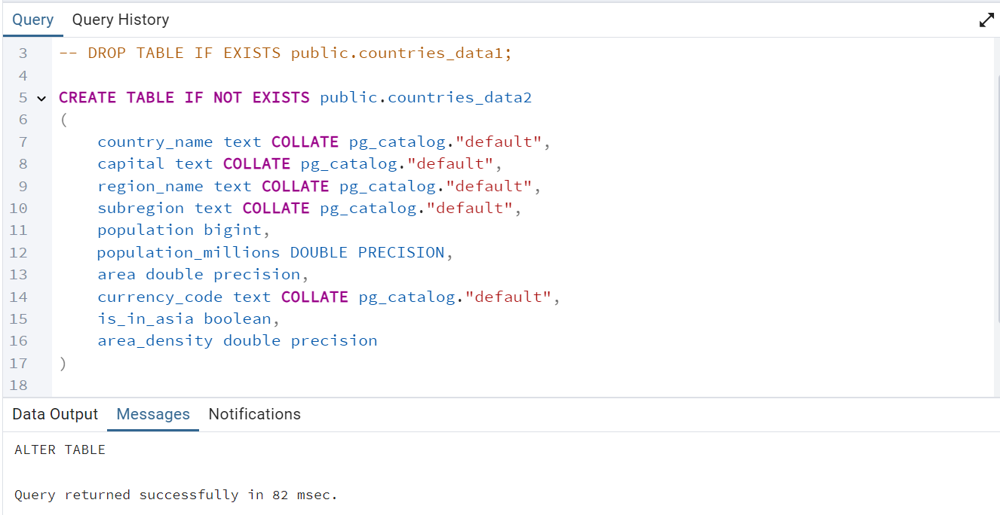 Query Query History
3 -- DROP TABLE IF EXISTS public.countries_data1;
4
5 CREATE TABLE IF NOT EXISTS public.countries_data2
6 (
7 country_name text COLLATE pg_catalog."default",
8 capital text COLLATE pg_catalog."default",
9 region_name text COLLATE pg_catalog."default",
10 subregion text COLLATE pg_catalog."default",
11 population bigint,
12 population_millions DOUBLE PRECISION,
13 area double precision,
14 currency_code text COLLATE pg_catalog."default",
15 is_in_asia boolean,
16 area_density double precision
17 )
18
Data Output Messages Notifications
ALTER TABLE
Query returned successfully in 82 msec.